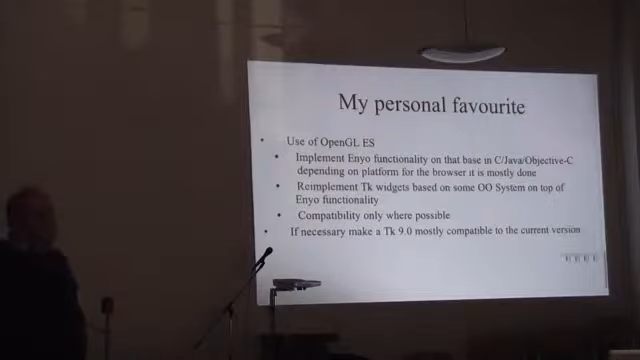 My personal favourite
Use of OpenGL ES
Implement Enyo functionality on that base in C/Java/Objective-C
depending on platform for the browser it is mostly done
Reimplement Tk widgets based on some OO System on top of
Enyo functionality
Compatibility only where possible
If necessary make a Tk 9.0 mostly compatible to the current version